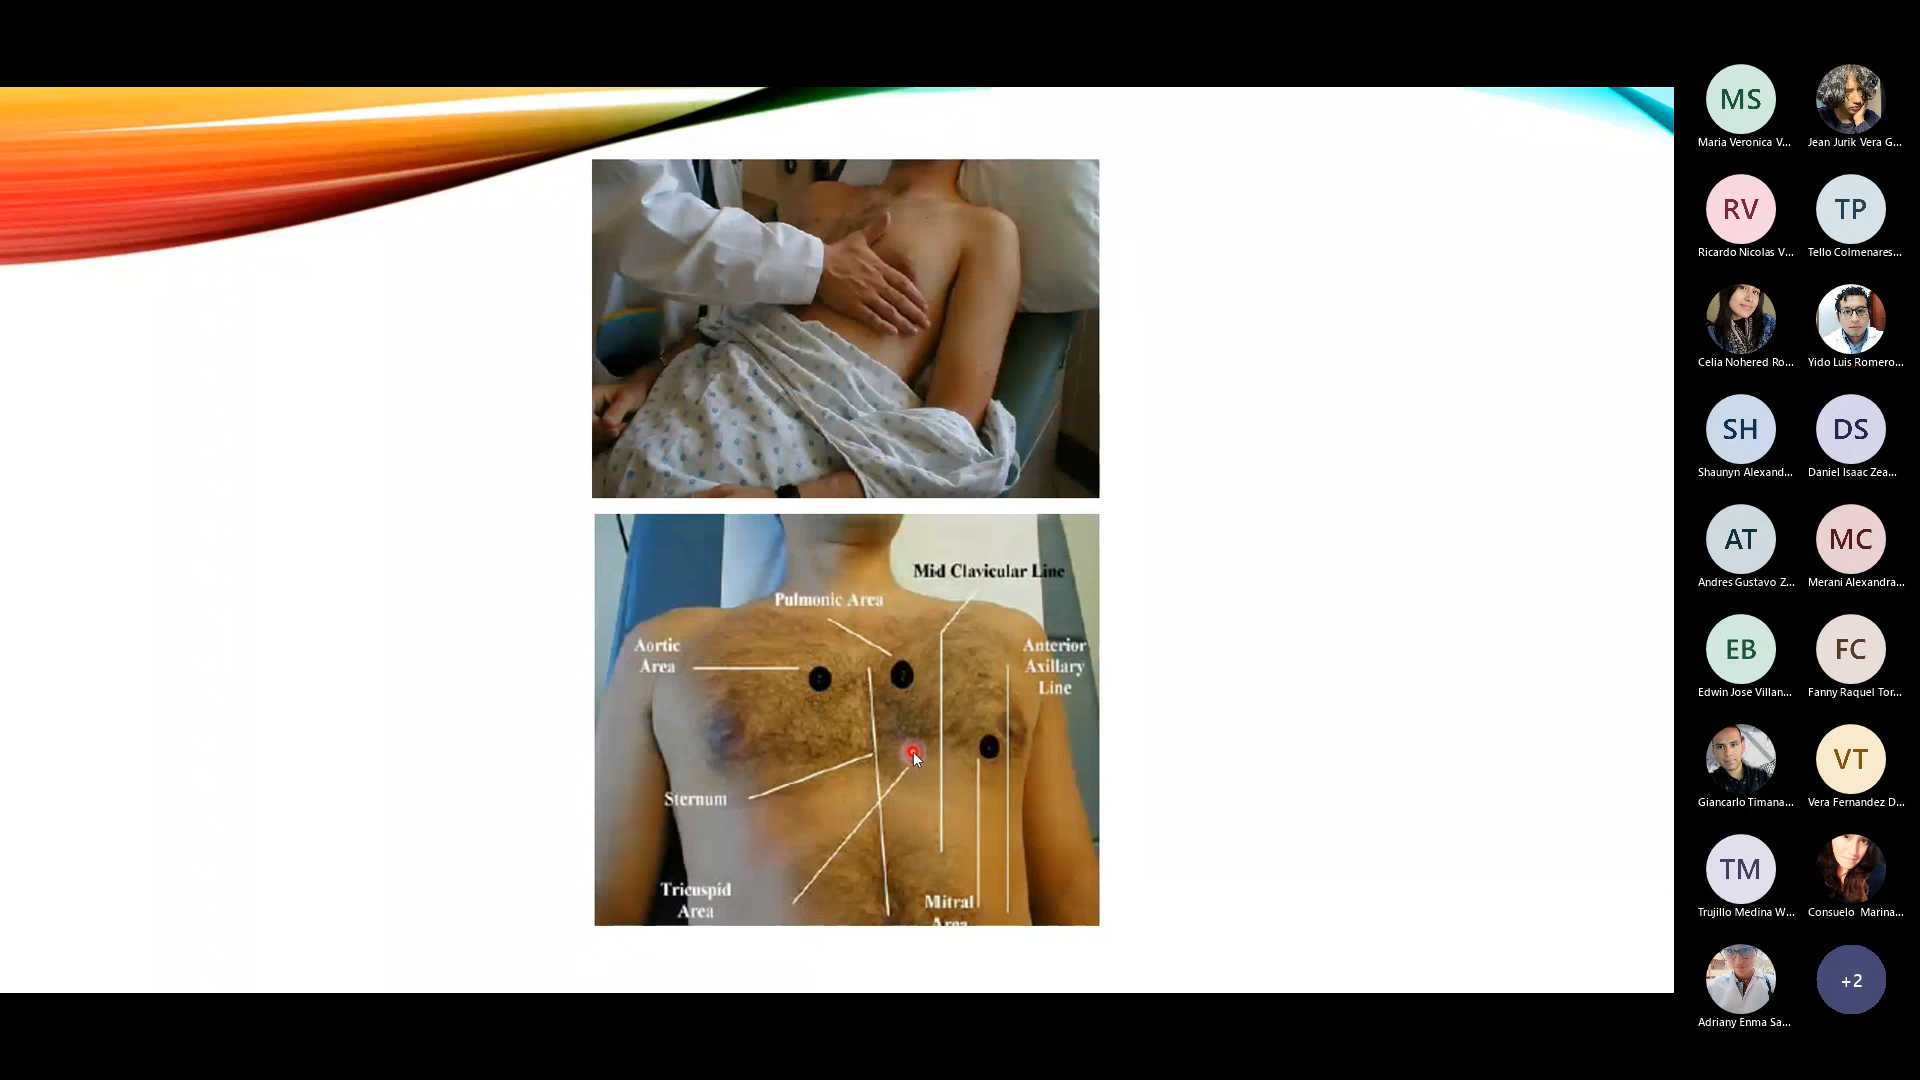 Mid Clavicular Line
Pulmonic Area
Aortic
Area
Anterior
Axillary
Line
2
Sternum
Tricuspid
Area
Mitral
Area
MS
Maria Veronica V...
Jean Jurik Vera G...
RV
Ricardo Nicolas V...
TP
Tello Colmenares...
Celia Nohered Ro...
Yido Luis Romero...
SH
Shaunyn Alexand...
DS
Daniel Isaac Zea...
AT
Andres Gustavo Z...
MC
Merani Alexandra...
EB
Edwin Jose Villan...
FC
Fanny Raquel Tor...
Giancarlo Timana...
VT
Vera Fernandez D...
TM
Trujillo Medina W...
Consuelo Marina...
Adriany Enma Sa...
+2